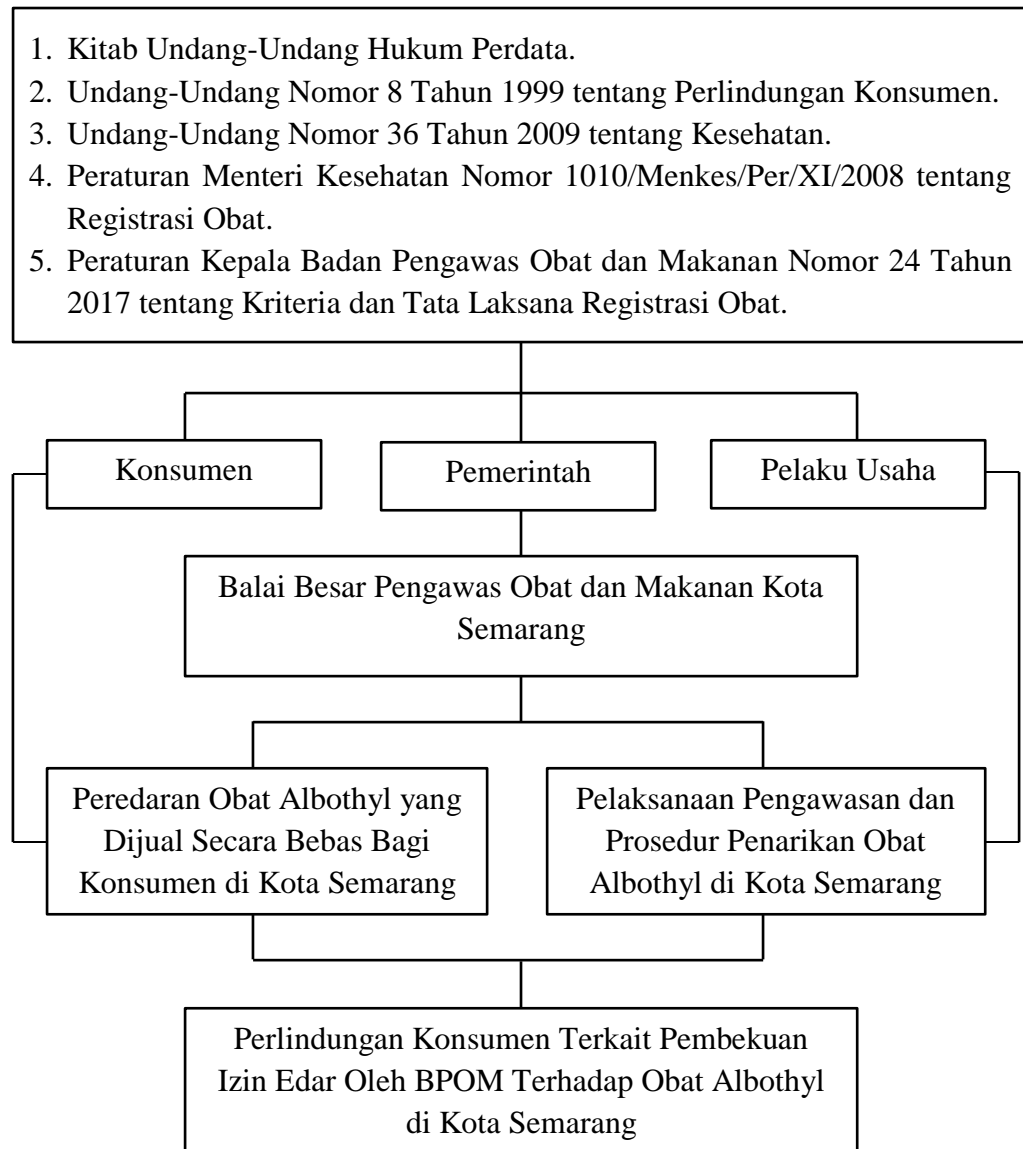 1. Kitab Undang-Undang Hukum Perdata.
2. Undang-Undang Nomor 8 Tahun 1999 tentang Perlindungan Konsumen.
3. Undang-Undang Nomor 36 Tahun 2009 tentang Kesehatan.
4. Peraturan Menteri Kesehatan Nomor 1010/Menkes/Per/XI/2008 tentang
Registrasi Obat.
5. Peraturan Kepala Badan Pengawas Obat dan Makanan Nomor 24 Tahun
2017 tentang Kriteria dan Tata Laksana Registrasi Obat.
Konsumen
Pemerintah
Pelaku Usaha
Balai Besar Pengawas Obat dan Makanan Kota
Semarang
Peredaran Obat Albothyl yang
Dijual Secara Bebas Bagi
Konsumen di Kota Semarang
Pelaksanaan Pengawasan dan
Prosedur Penarikan Obat
Albothyl di Kota Semarang
Perlindungan Konsumen Terkait Pembekuan
Izin Edar Oleh BPOM Terhadap Obat Albothyl
di Kota Semarang